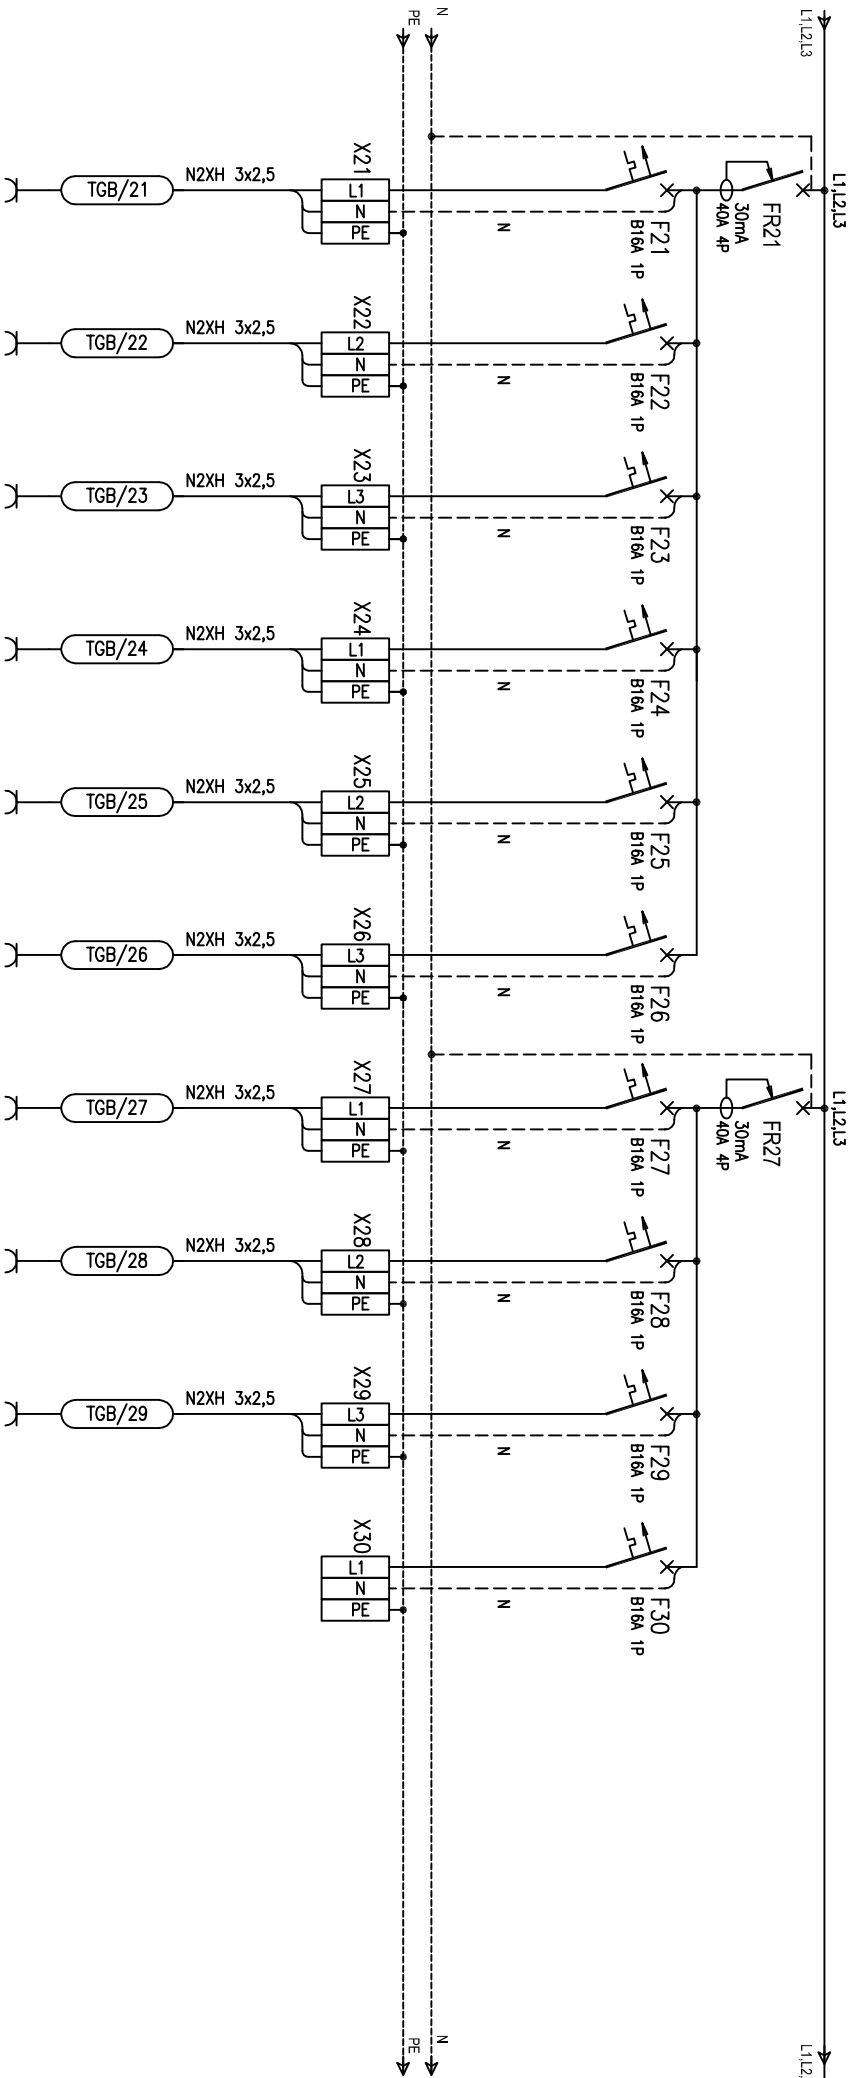 L1,L2,L3
N
PE
L1,L2,L3
FR21
30mA
40A 4P
F21
B16A 1P
N
X21
L1
N
PE
N2XH 3x2,5
TGB/21
F22
B16A 1P
N
X22
L2
N
PE
N2XH 3x2,5
TGB/22
F23
B16A 1P
N
X23
L3
N
PE
N2XH 3x2,5
TGB/23
F24
B16A 1P
N
X24
L1
N
PE
N2XH 3x2,5
TGB/24
F25
B16A 1P
N
X25
L2
N
PE
N2XH 3x2,5
TGB/25
F26
B16A 1P
N
X26
L3
N
PE
N2XH 3x2,5
TGB/26
L1,L2,L3
FR27
30mA
40A 4P
F27
B16A 1P
N
X27
L1
N
PE
N2XH 3x2,5
TGB/27
F28
B16A 1P
N
X28
L2
N
PE
N2XH 3x2,5
TGB/28
F29
B16A 1P
N
X29
L3
N
PE
N2XH 3x2,5
TGB/29
F30
B16A 1P
N
X30
L1
N
PE
L1,L2,
N
PE